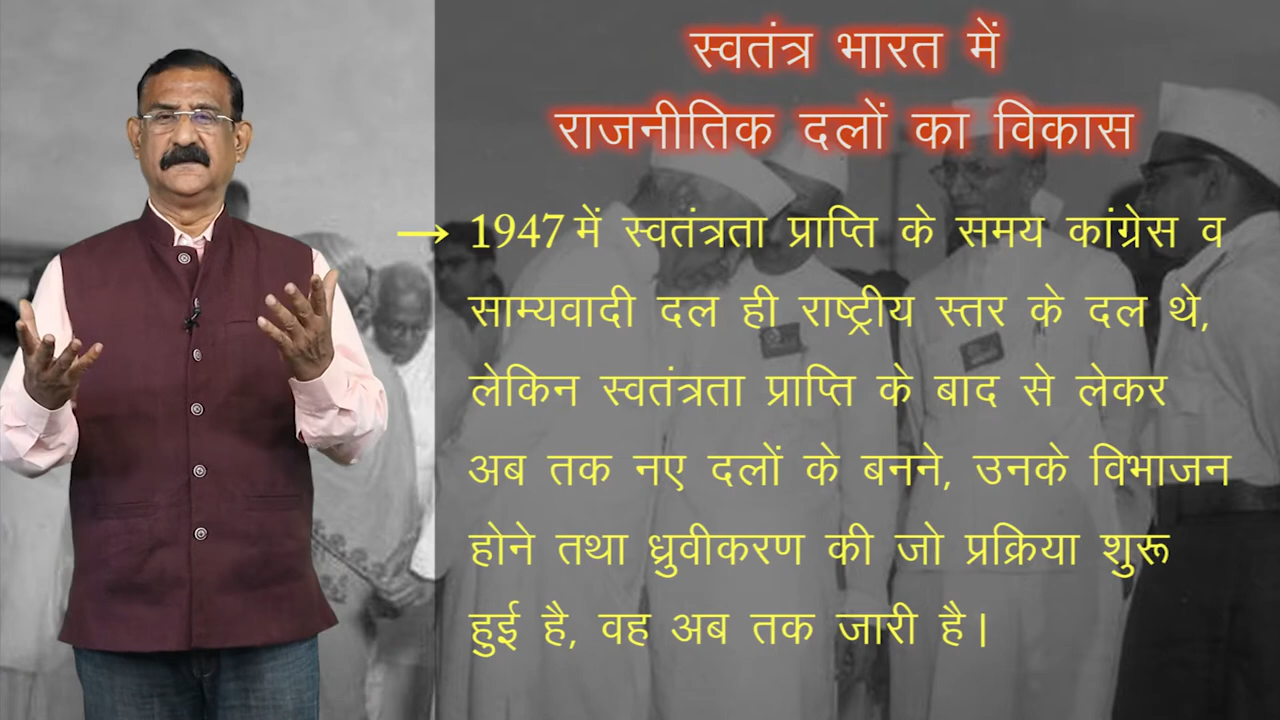 स्वतंत्र भारत में
राजनीतिक दलों का विकास
→ 1947 में स्वतंत्रता प्राप्ति के समय कांग्रेस व
साम्यवादी दल ही राष्ट्रीय स्तर के दल थे,
लेकिन स्वतंत्रता प्राप्ति के बाद से लेकर
अब तक नए दलों के बनने, उनके विभाजन
होने तथा ध्रुवीकरण की जो प्रक्रिया शुरू
हुई है, वह अब तक जारी है।